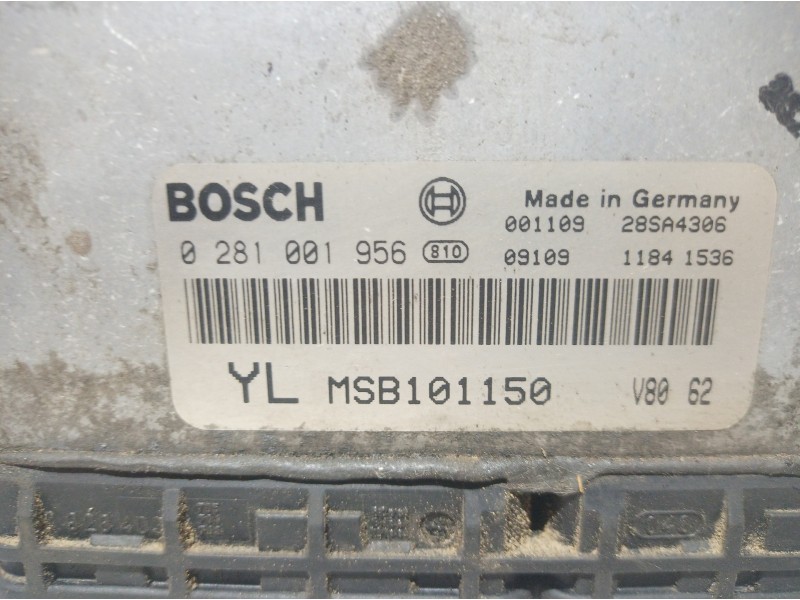 BOSCH Made in Germany
001109 28SA4306
0 281 001 956 810 09109 1184 1536
YL MSB101150 V80 62